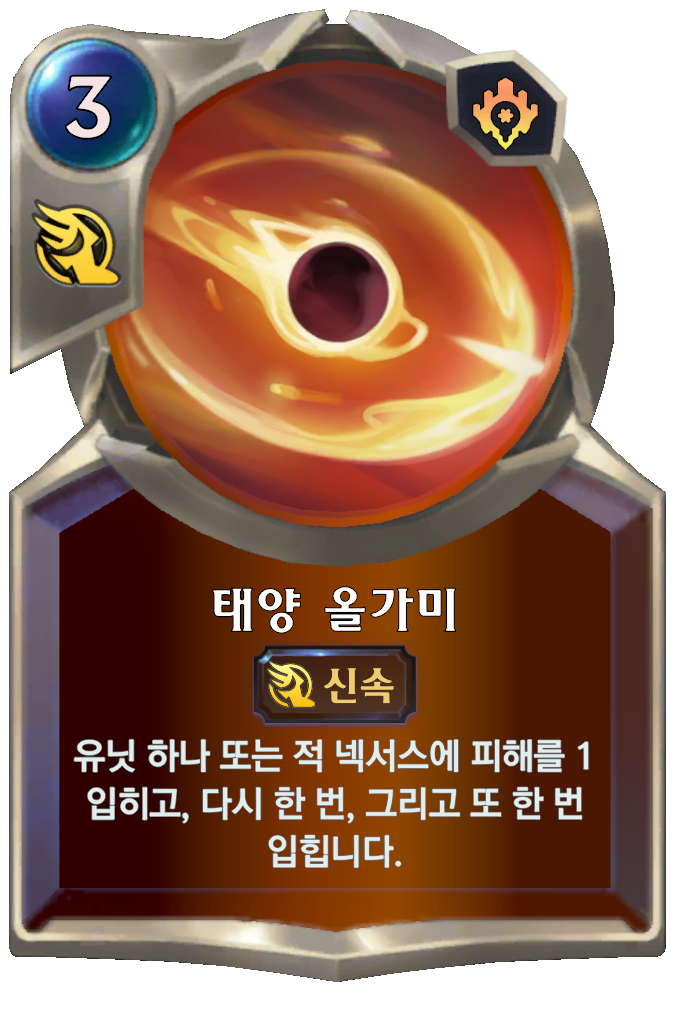 3
태양 올가미
신속
유닛 하나 또는 적 넥서스에 피해를 1
입히고, 다시 한 번, 그리고 또 한 번
입힙니다.